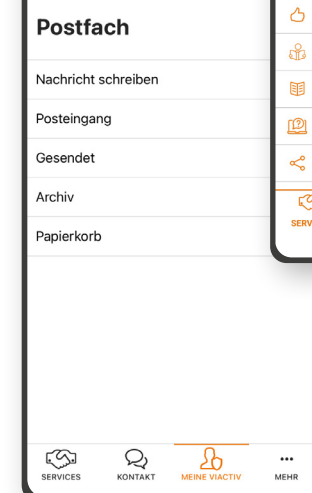 Postfach
Nachricht schreiben
Posteingang
Gesendet
Archiv
Papierkorb
SERVICES
KONTAKT
MEINE VIACTIV
MEHR